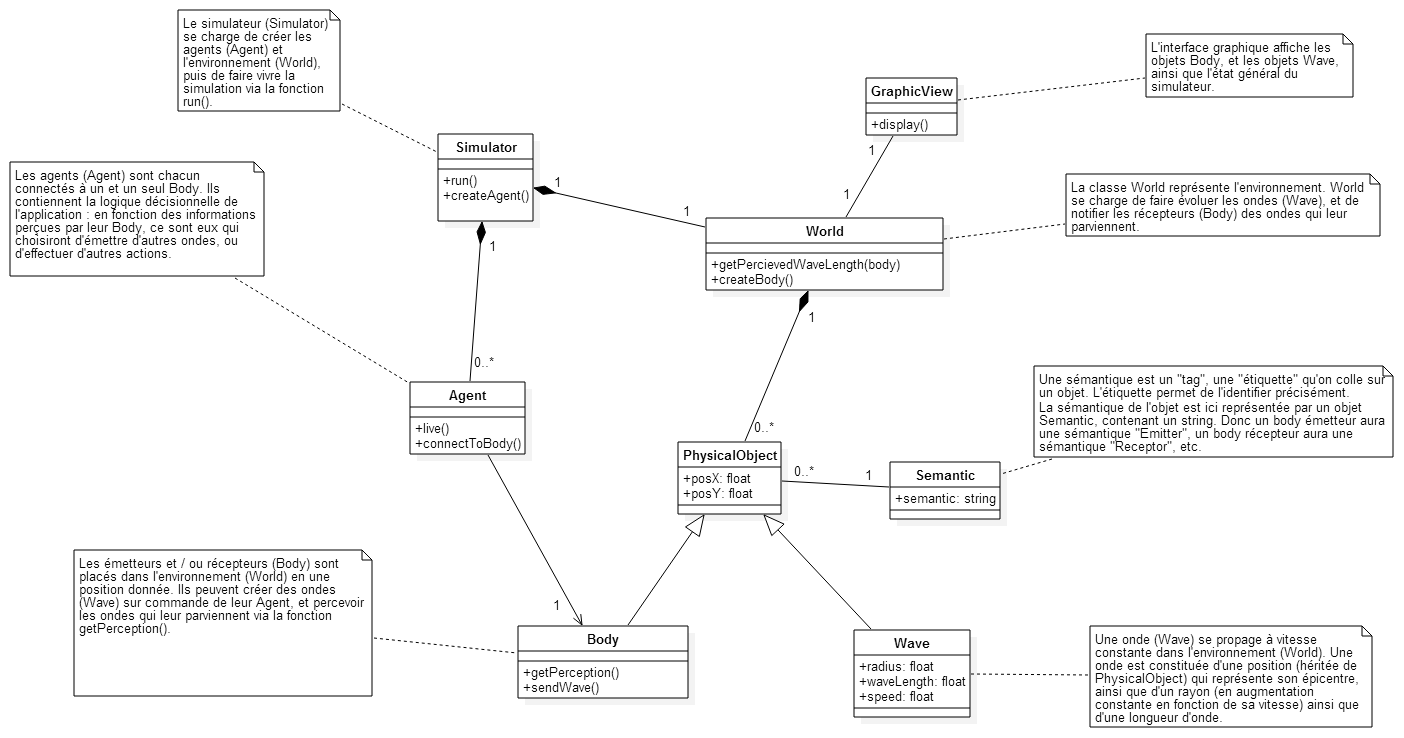 Le simulateur (Simulator)
se charge de créer les
agents (Agent) et
l'environnement (World),
puis de faire vivre la
simulation via la fonction
run().
L'interface graphique affiche les
objets Body, et les objets Wave,
ainsi que l'état général du
simulateur.
GraphicView
+display()
1
1
Simulator
+run()
+createAgent()
1
1
1
0..*
Les agents (Agent) sont chacun
connectés à un et un seul Body. Ils
contiennent la logique décisionnelle de
l'application : en fonction des informations
perçues par leur Body, ce sont eux qui
choisiront d'émettre d'autres ondes, ou
d'effectuer d'autres actions.
La classe World représente l'environnement. World
se charge de faire évoluer les ondes (Wave), et de
notifier les récepteurs (Body) des ondes qui leur
parviennent.
World
+getPercievedWaveLength(body)
+createBody()
1
0..*
Agent
+live()
+connectToBody()
1
Une sémantique est un "tag", une "étiquette" qu'on colle sur
un objet. L'étiquette permet de l'identifier précisément.
La sémantique de l'objet est ici représentée par un objet
Semantic, contenant un string. Donc un body émetteur aura
une sémantique "Emitter", un body récepteur aura une
sémantique "Receptor", etc.
PhysicalObject
+posX: float
+posY: float
0..*
1
Semantic
+semantic: string
Les émetteurs et / ou récepteurs (Body) sont
placés dans l'environnement (World) en une
position donnée. Ils peuvent créer des ondes
(Wave) sur commande de leur Agent, et percevoir
les ondes qui leur parviennent via la fonction
getPerception().
Body
+getPerception()
+sendWave()
Wave
+radius: float
+waveLength: float
+speed: float
Une onde (Wave) se propage à vitesse
constante dans l'environnement (World). Une
onde est constituée d'une position (héritée de
PhysicalObject) qui représente son épicentre,
ainsi que d'un rayon (en augmentation
constante en fonction de sa vitesse) ainsi que
d'une longueur d'onde.